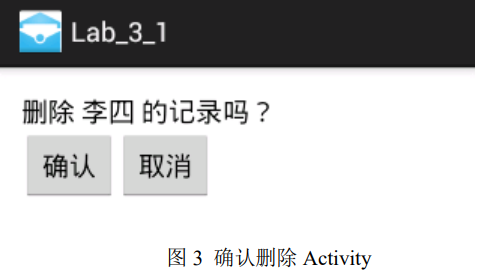 Lab_3_1
删除 李四 的记录吗？
确认 取消
图 3 确认删除 Activity